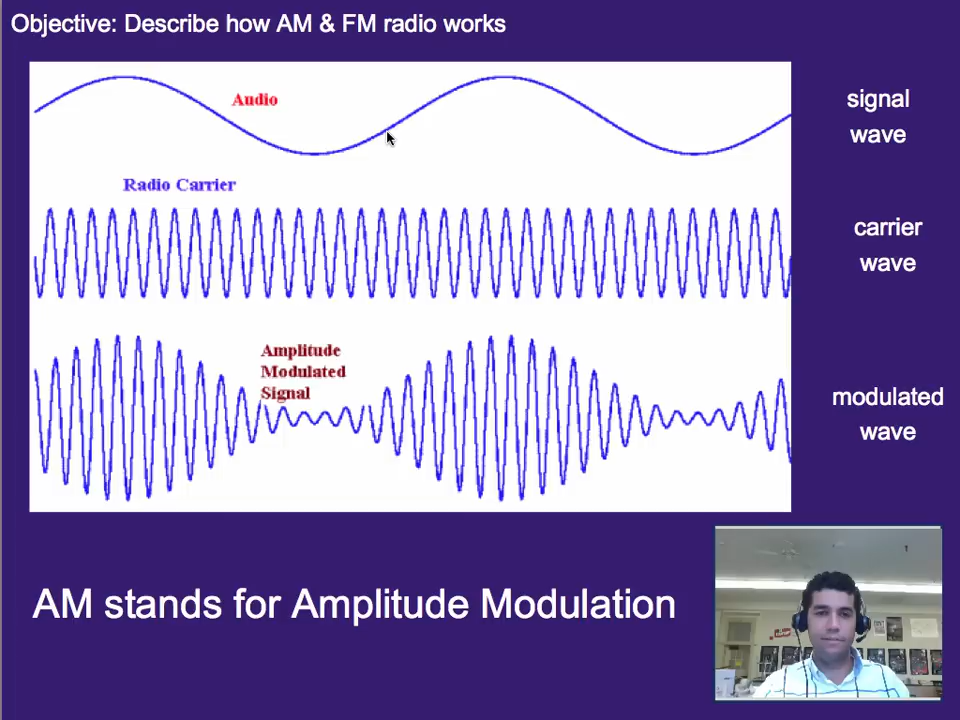 Objective: Describe how AM & FM radio works
Audio
signal
wave
Radio Carrier
carrier
wave
Amplitude
Modulated
Signal
modulated
wave
AM stands for Amplitude Modulation